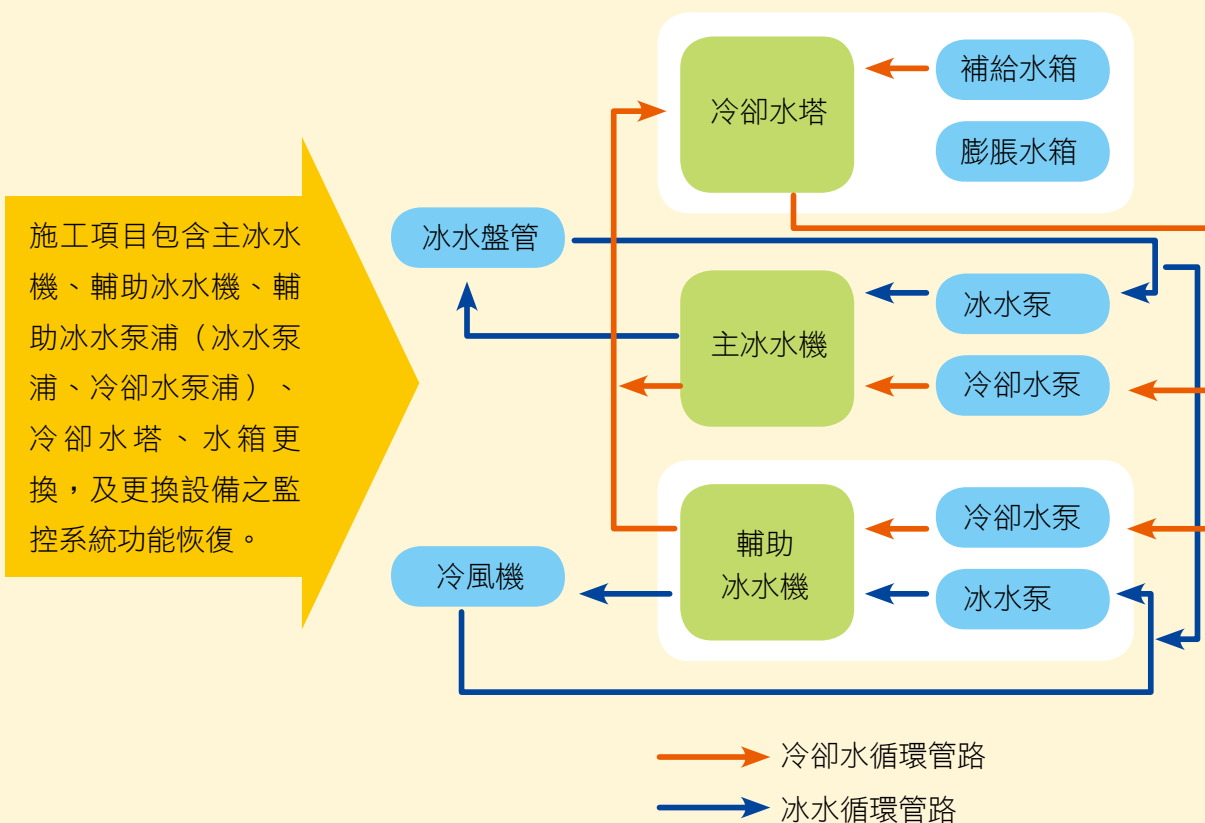 施工項目包含主冰水
機、輔助冰水機、輔
助冰水泵浦（冰水泵
浦、冷卻水泵浦）、
冷卻水塔、水箱更
換，及更換設備之監
控系統功能恢復。
冷卻水塔
補給水箱
膨脹水箱
冰水盤管
主冰水機
冰水泵
冷卻水泵
冷風機
輔助
冰水機
冷卻水泵
冰水泵
冷卻水循環管路
冰水循環管路